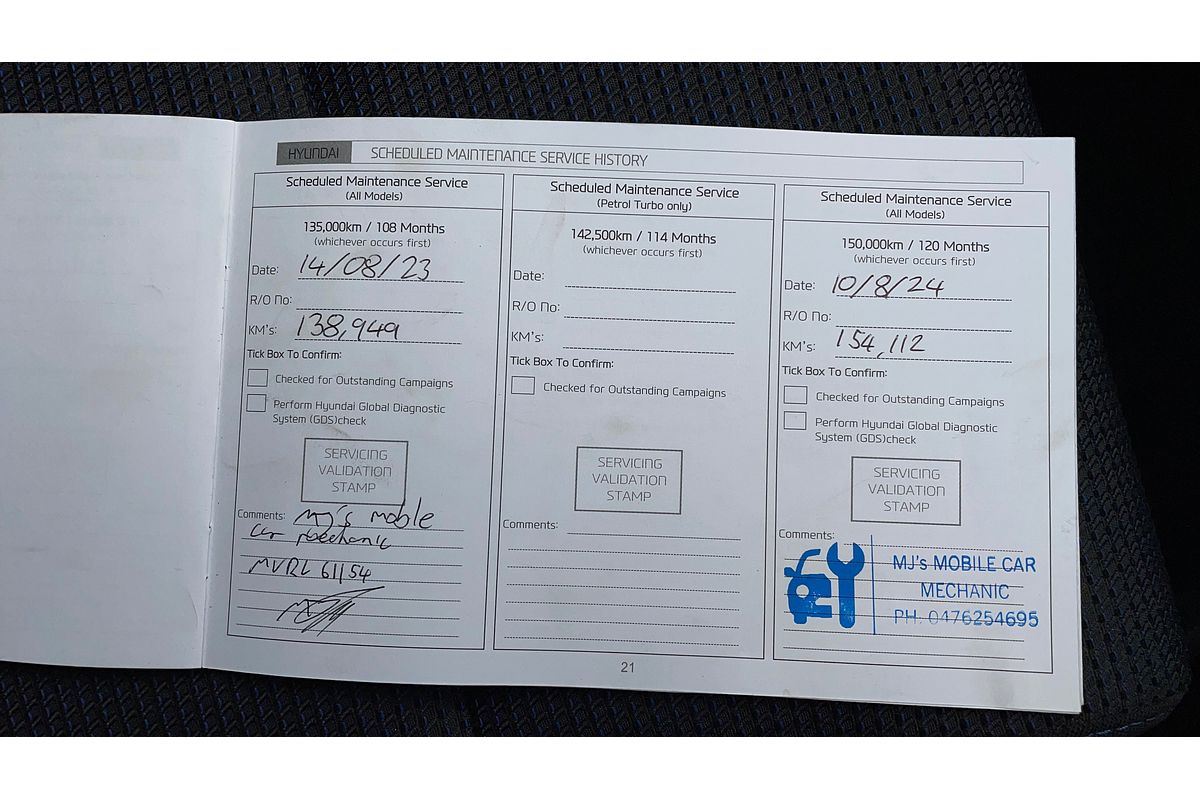 HYUNDAI SCHEDULED MAINTENANCE SERVICE HISTORY
Scheduled Maintenance Service
(All Models)
135,000km / 108 Months
(whichever occurs first)
Date: 14/08/23
R/O No:
KM's: 138,949
Tick Box To Confirm:
Checked for Outstanding Campaigns
Perform Hyundai Global Diagnostic
System (GDS)check
SERVICING
VALIDATION
STAMP
Comments: MJ's moble
Car Mechanic
MVRL 61154
Scheduled Maintenance Service
(Petrol Turbo only)
142,500km / 114 Months
(whichever occurs first)
Date:
R/O No:
KM's:
Tick Box To Confirm:
Checked for Outstanding Campaigns
SERVICING
VALIDATION
STAMP
Comments:
Scheduled Maintenance Service
(All Models)
150,000km / 120 Months
(whichever occurs first)
Date: 10/8/24
R/O No:
KM's: 154,112
Tick Box To Confirm:
Checked for Outstanding Campaigns
Perform Hyundai Global Diagnostic
System (GDS)check
SERVICING
VALIDATION
STAMP
Comments:
MJ's MOBILE CAR
MECHANIC
PH: 0476254695
21